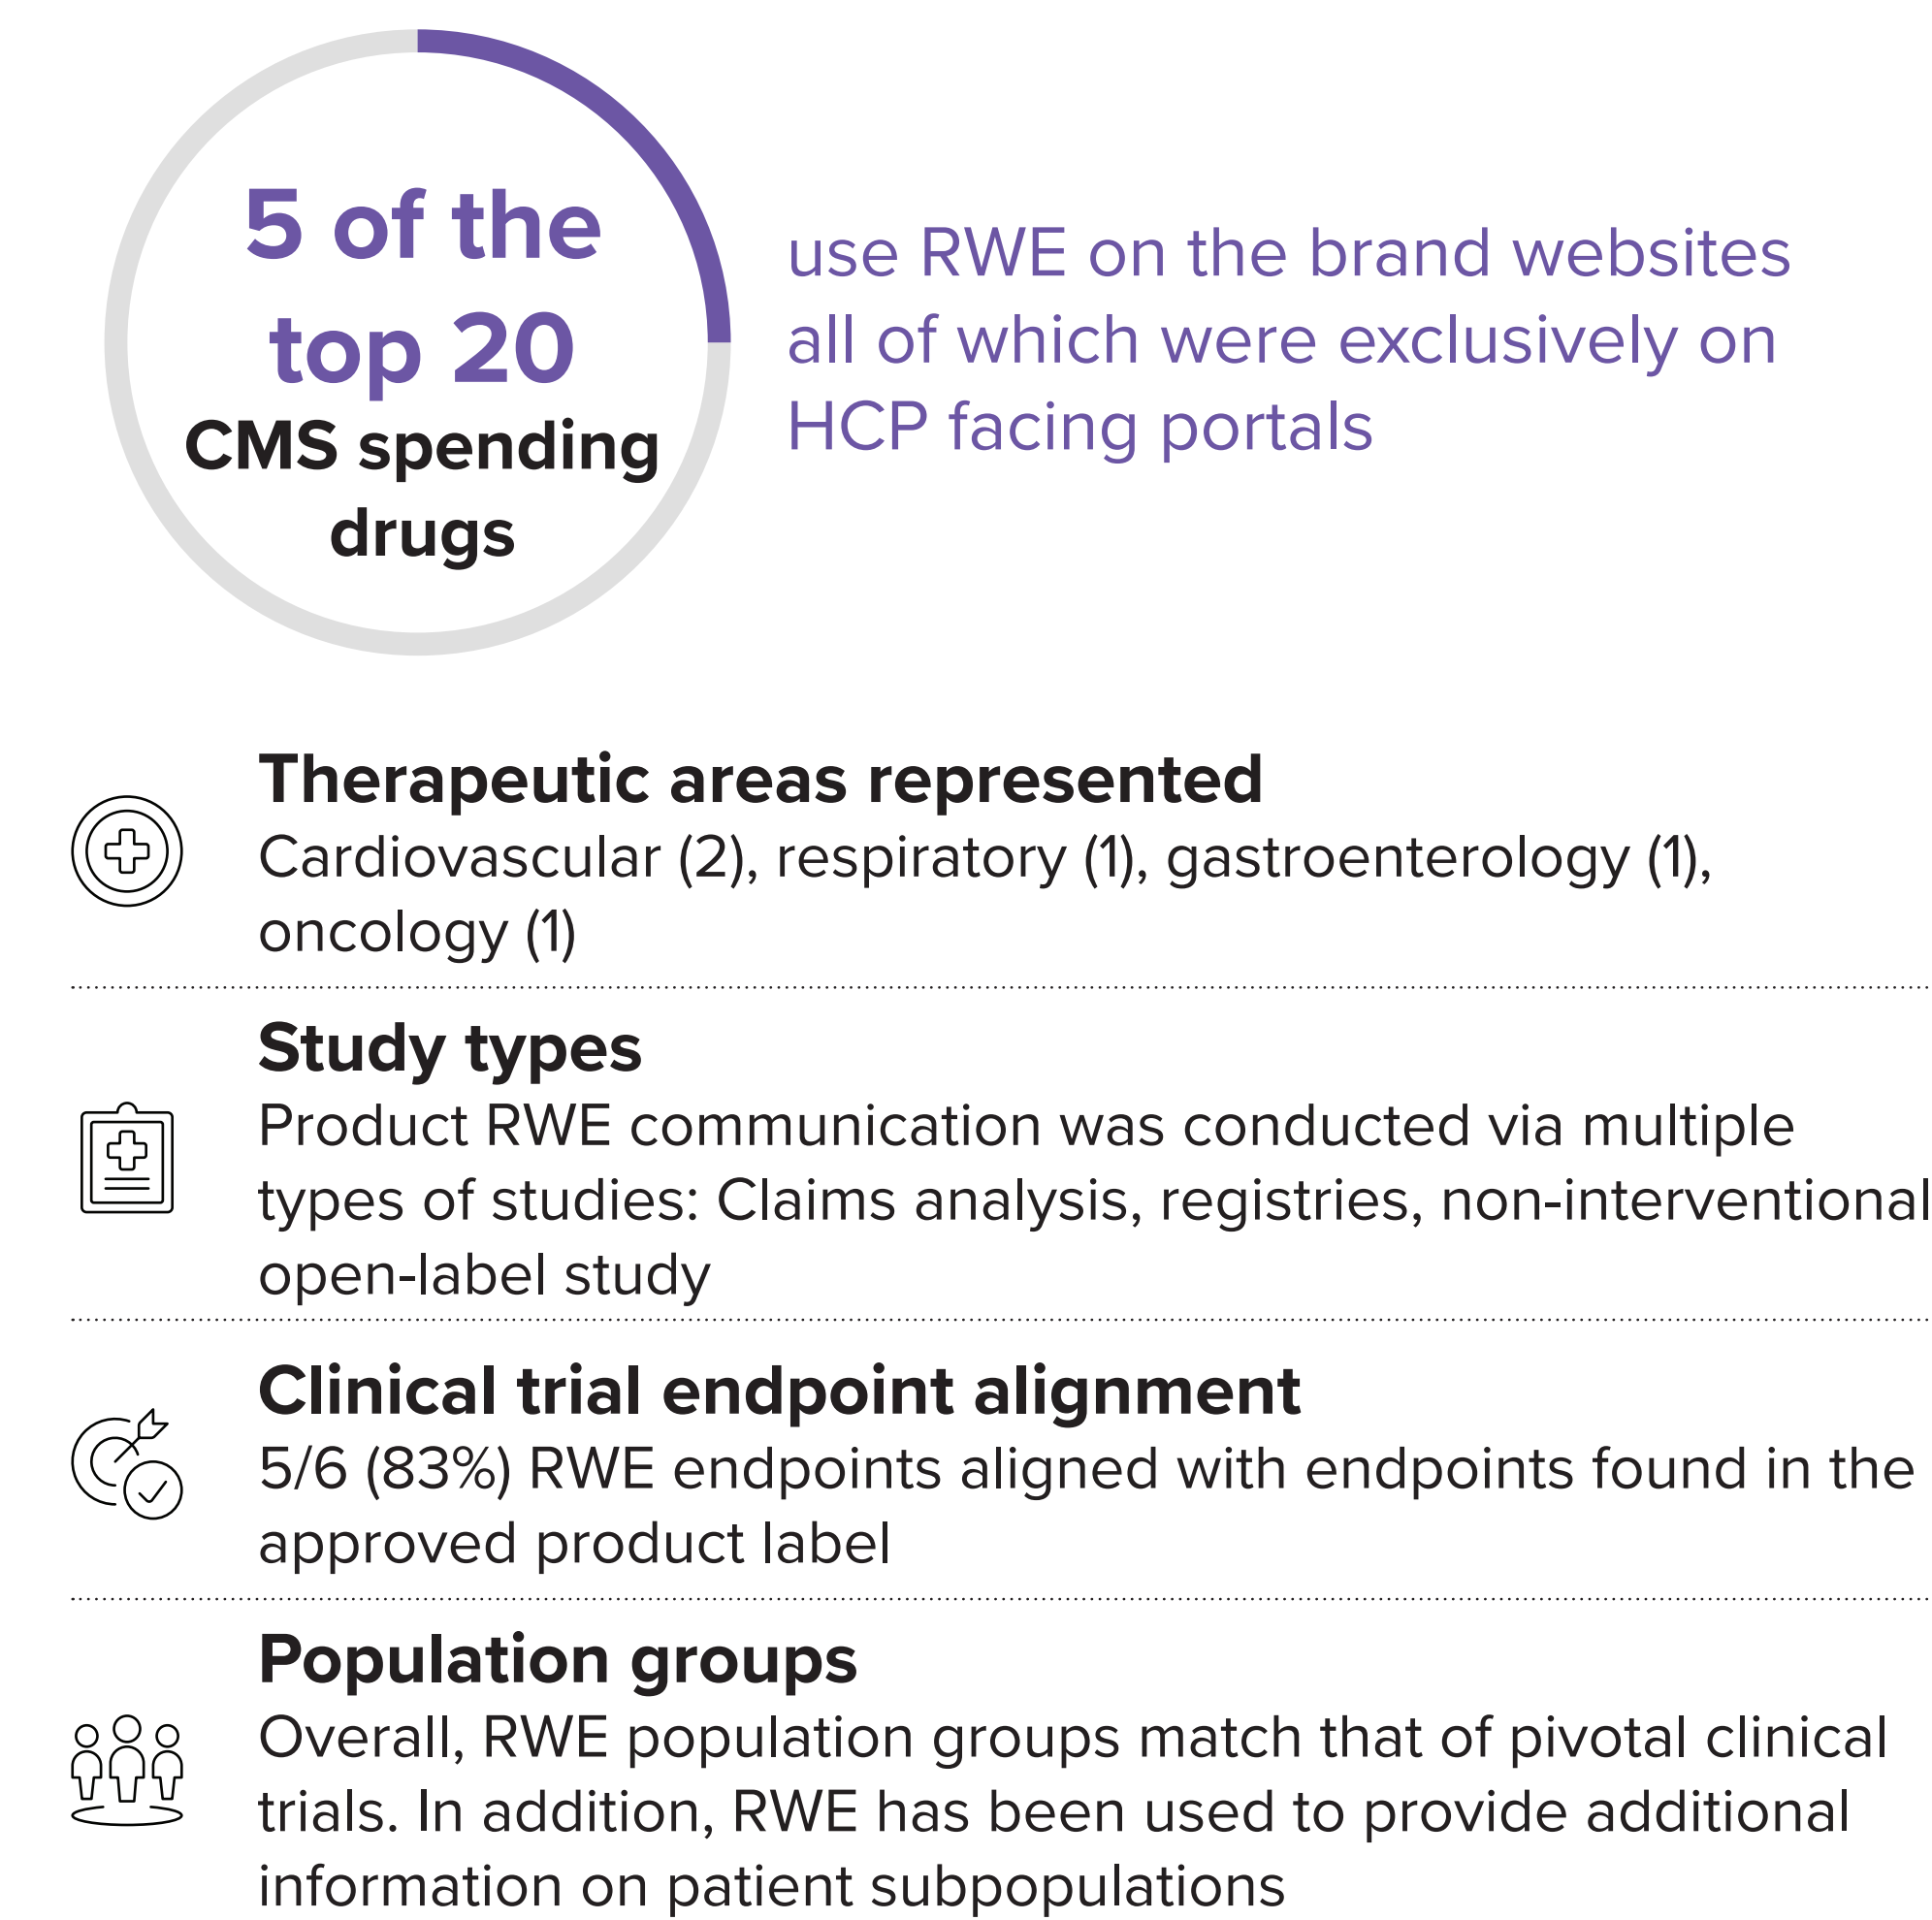 5 of the
top 20
CMS spending
drugs
use RWE on the brand websites
all of which were exclusively on
HCP facing portals
Therapeutic areas represented
Cardiovascular (2), respiratory (1), gastroenterology (1),
oncology (1)
Study types
Product RWE communication was conducted via multiple
types of studies: Claims analysis, registries, non-interventional
open-label study
Clinical trial endpoint alignment
5/6 (83%) RWE endpoints aligned with endpoints found in the
approved product label
Population groups
Overall, RWE population groups match that of pivotal clinical
trials. In addition, RWE has been used to provide additional
information on patient subpopulations